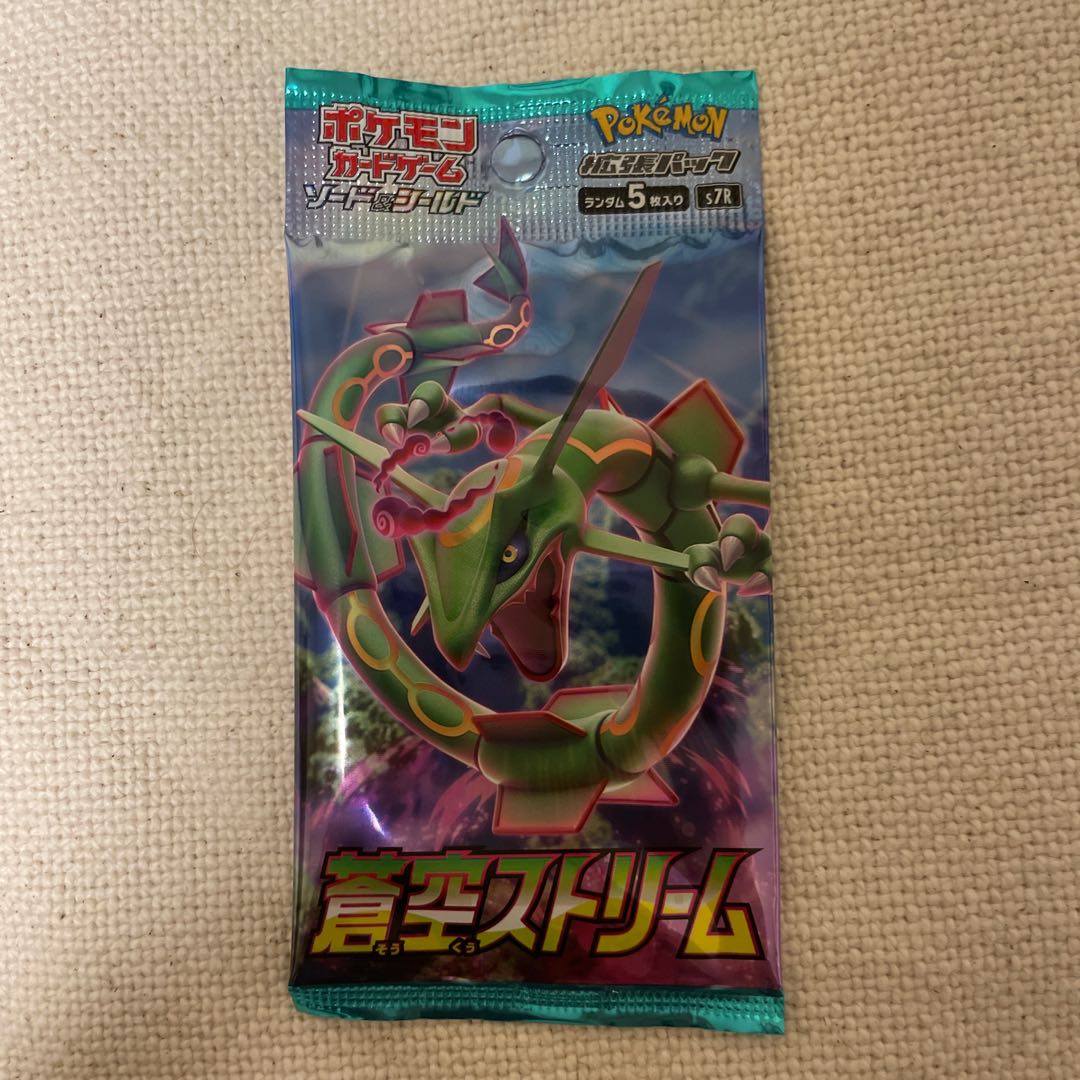 ポケモン
カードゲーム
ソード&シールド
POKéMON
拡張パック
ランダム5枚入り
s7R
蒼空ストリーム
そう くう